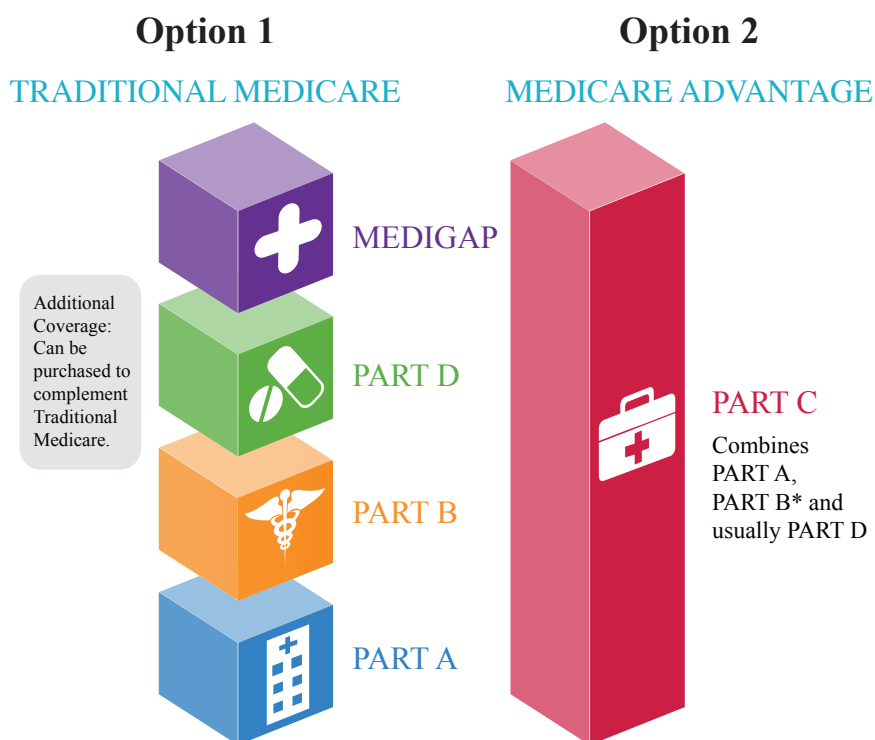 Option 1
TRADITIONAL MEDICARE
MEDIGAP
Additional
Coverage:
Can be
purchased to
complement
Traditional
Medicare.
PART D
PART B
PART A
Option 2
MEDICARE ADVANTAGE
PART C
Combines
PART A,
PART B* and
usually PART D